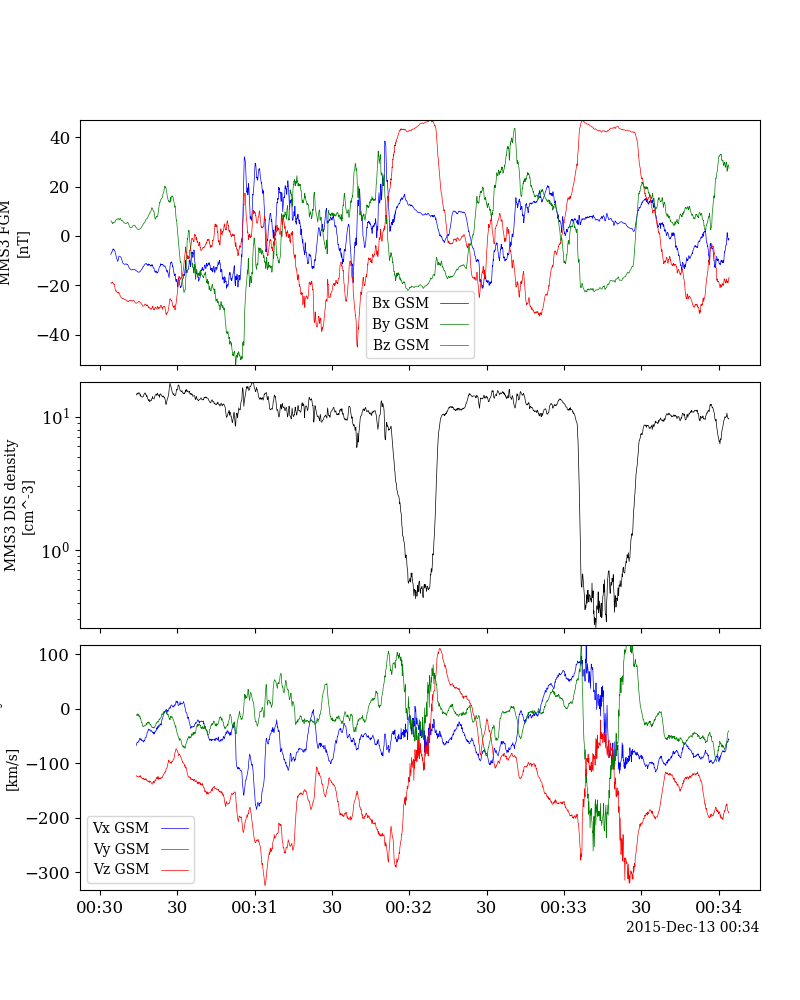 40
20
0
−20
−40
MMS3 FGM
[nT]
Bx GSM
By GSM
Bz GSM
10^1
10^0
MMS3 DIS density
[cm^-3]
100
0
−100
−200
−300
[km/s]
Vx GSM
Vy GSM
Vz GSM
00:30 30 00:31 30 00:32 30 00:33 30 00:34
2015-Dec-13 00:34